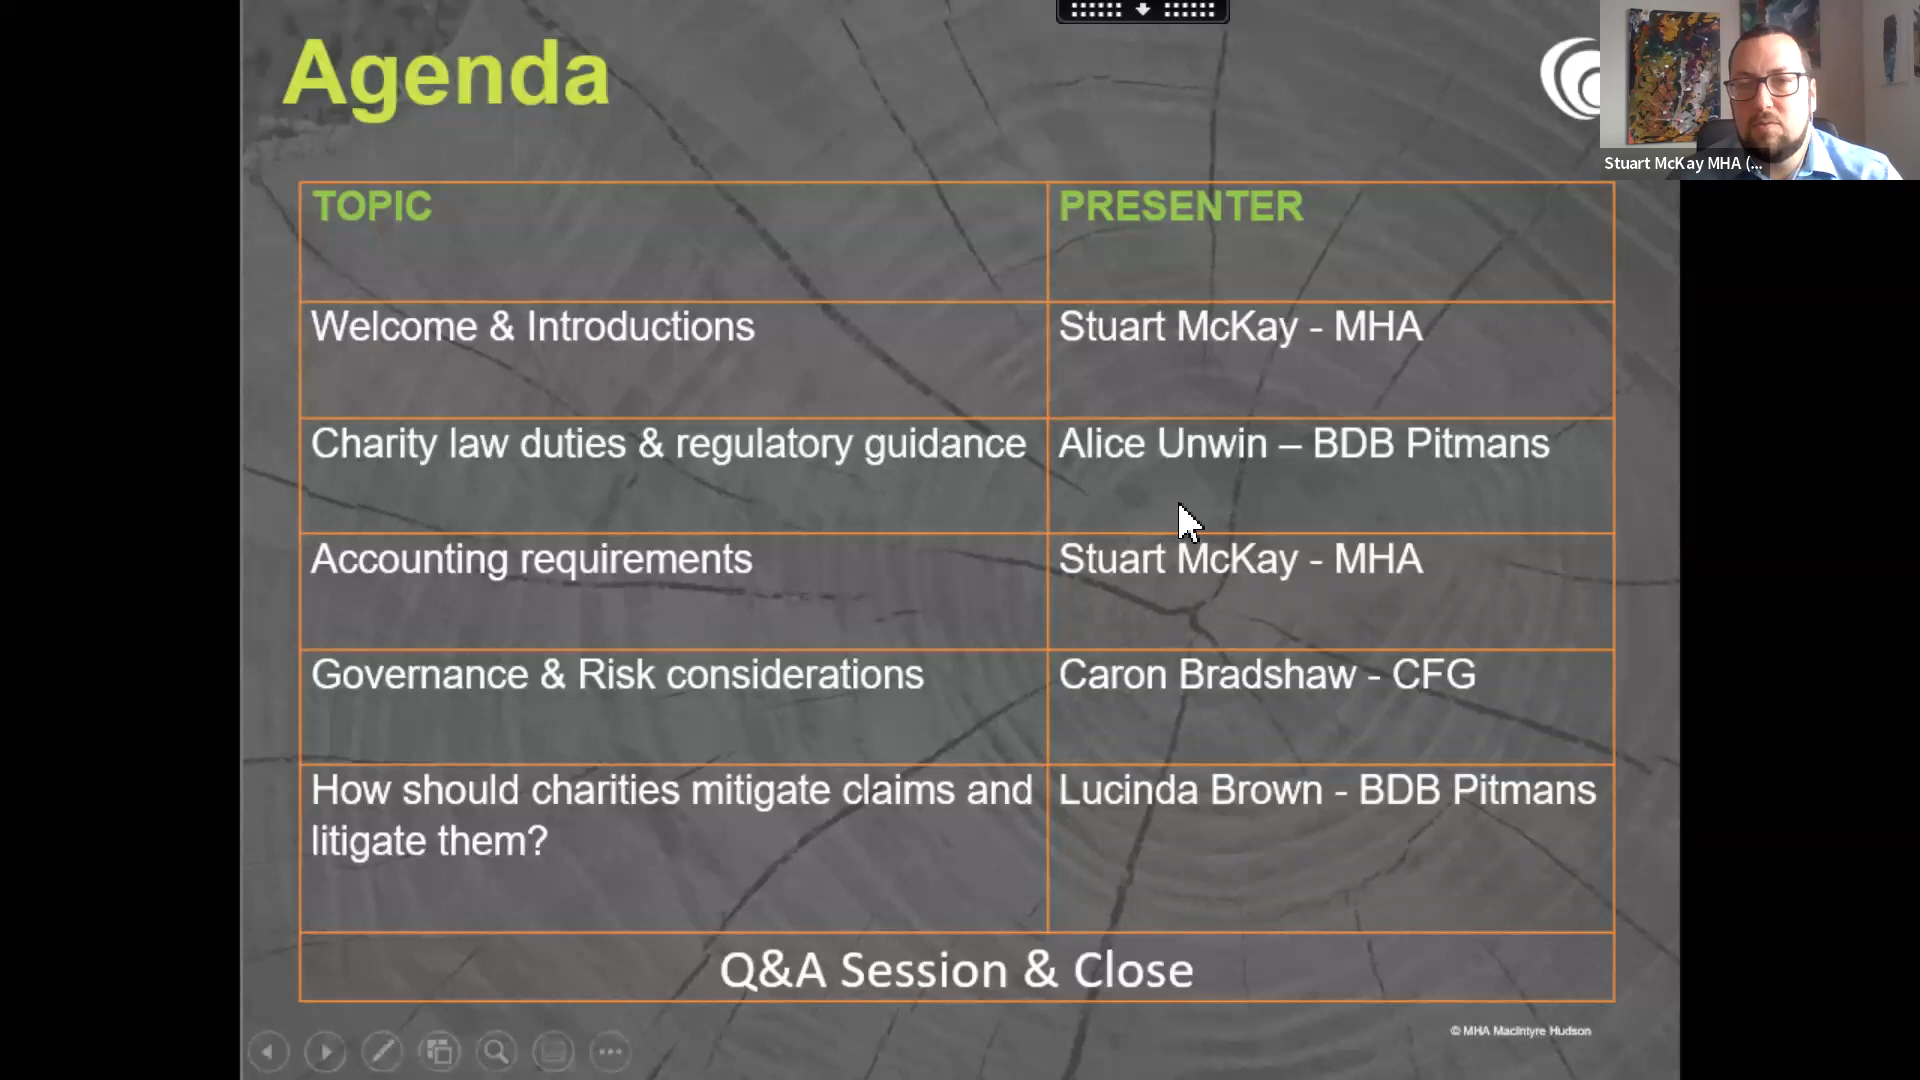 Agenda
Stuart McKay MHA (...
TOPIC
PRESENTER
Welcome & Introductions
Stuart McKay - MHA
Charity law duties & regulatory guidance
Alice Unwin – BDB Pitmans
Accounting requirements
Stuart McKay - MHA
Governance & Risk considerations
Caron Bradshaw - CFG
How should charities mitigate claims and
litigate them?
Lucinda Brown - BDB Pitmans
Q&A Session & Close
© MHA MacIntyre Hudson